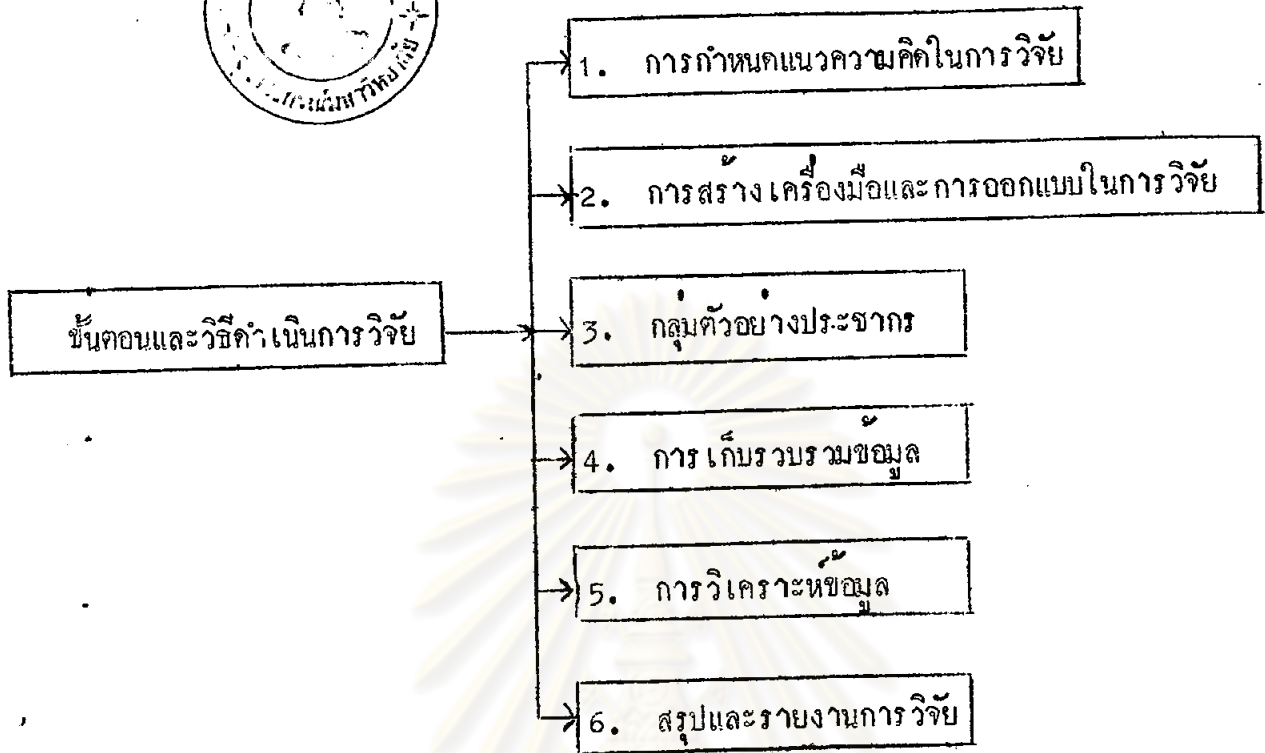 1. การกำหนดแนวความคิดในการวิจัย
2. การสร้างเครื่องมือและการออกแบบในการวิจัย
ขั้นตอนและวิธีดำเนินการวิจัย
3. กลุ่มตัวอย่างประชากร
4. การเก็บรวบรวมข้อมูล
5. การวิเคราะห์ข้อมูล
6. สรุปและรายงานการวิจัย